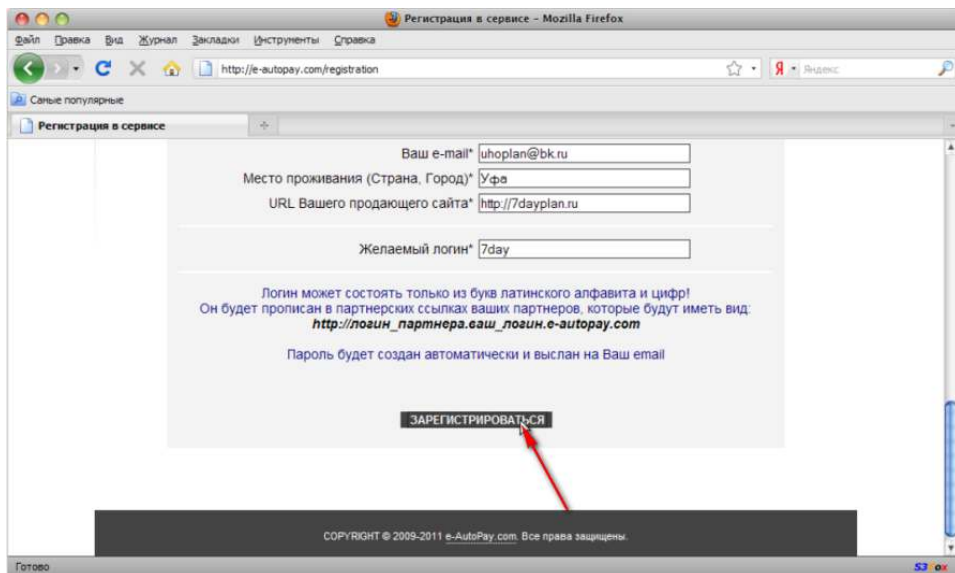 Регистрация в сервисе – Mozilla Firefox
Файл Правка Вид Журнал Закладки Инструменты Справка
http://e-autopay.com/registration
Я Яндекс
Самые популярные
Регистрация в сервисе
Ваш e-mail* uhoplan@bk.ru
Место проживания (Страна, Город)* Уфа
URL Вашего продающего сайта* http://7dayplan.ru
Желаемый логин* 7day
Логин может состоять только из букв латинского алфавита и цифр!
Он будет прописан в партнерских ссылках ваших партнеров, которые будут иметь вид:
http://логин_партнера.ваш_логин.e-autopay.com
Пароль будет создан автоматически и выслан на Ваш email
ЗАРЕГИСТРИРОВАТЬСЯ
COPYRIGHT © 2009-2011 e-AutoPay.com. Все права защищены.
Готово